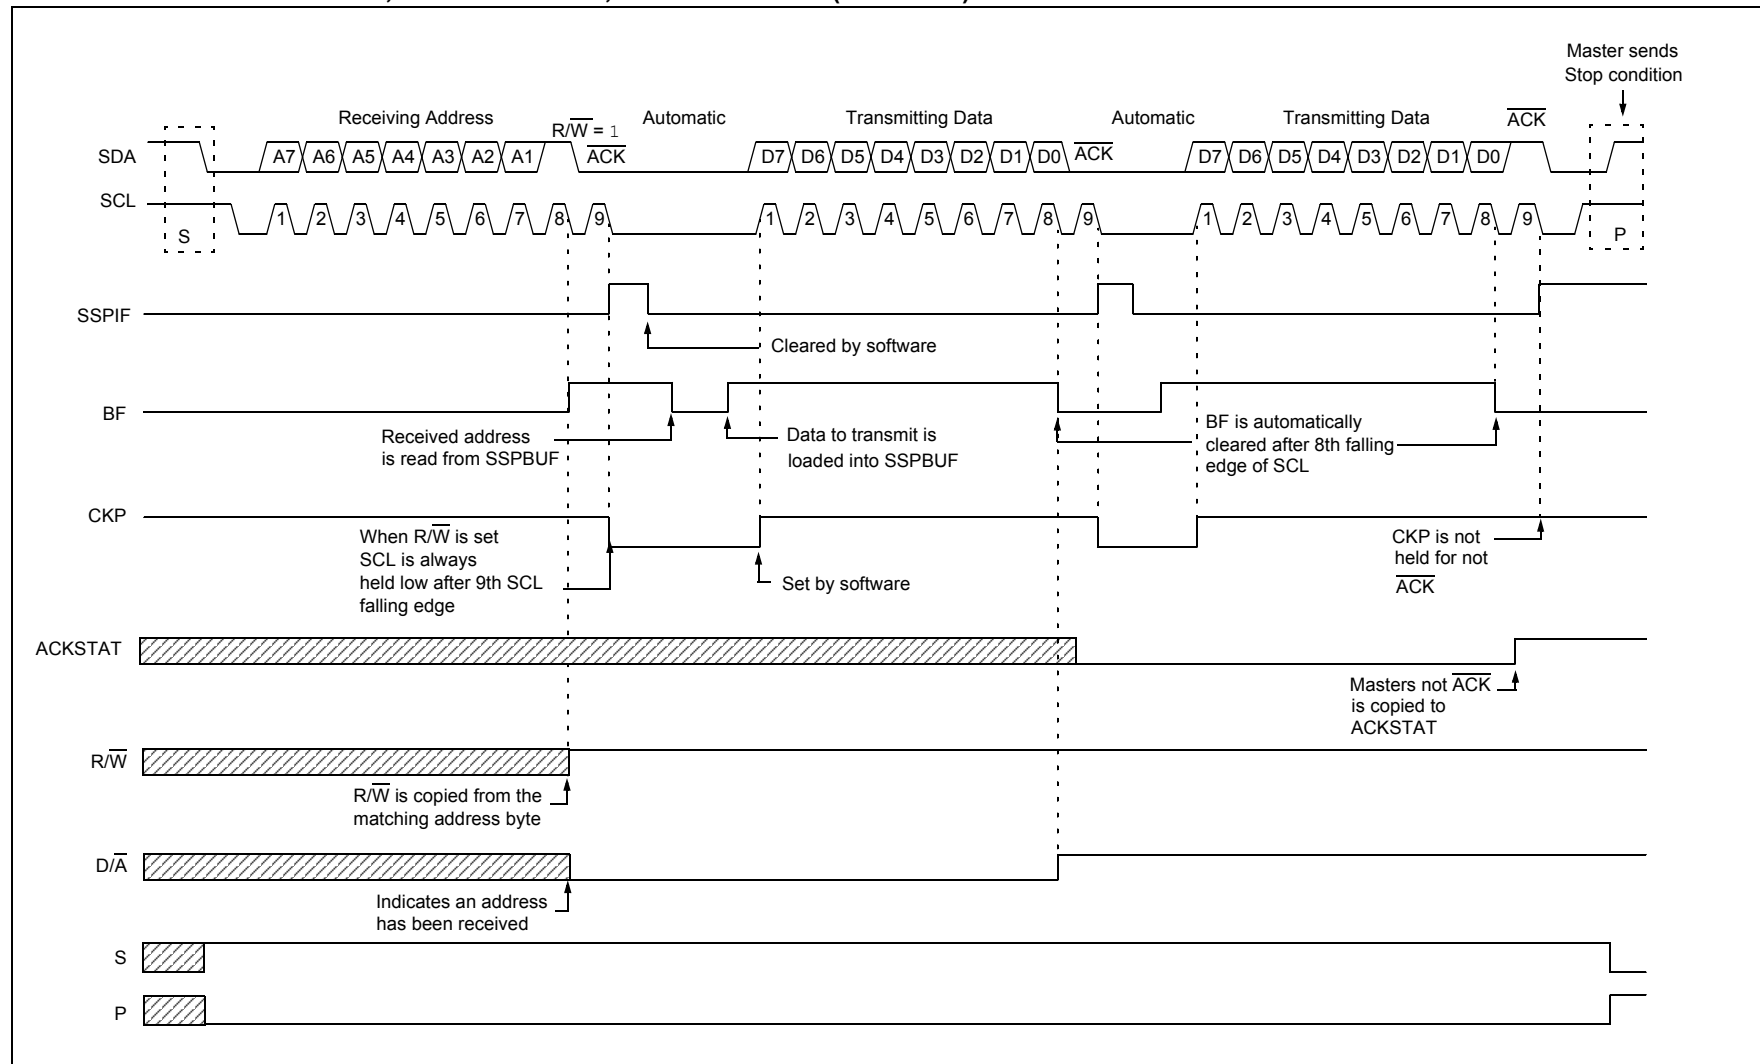 Master sends
Stop condition
Receiving Address
R/W = 1
Automatic
Transmitting Data
Automatic
Transmitting Data
ACK
SDA
A7 A6 A5 A4 A3 A2 A1
ACK
D7 D6 D5 D4 D3 D2 D1 D0
ACK
D7 D6 D5 D4 D3 D2 D1 D0
SCL
1 2 3 4 5 6 7 8 9
1 2 3 4 5 6 7 8 9
1 2 3 4 5 6 7 8 9
S
P
SSPIF
Cleared by software
BF
Received address
is read from SSPBUF
Data to transmit is
loaded into SSPBUF
BF is automatically
cleared after 8th falling
edge of SCL
CKP
When R/W is set
SCL is always
held low after 9th SCL
falling edge
Set by software
CKP is not
held for not
ACK
ACKSTAT
Masters not ACK
is copied to
ACKSTAT
R/W
R/W is copied from the
matching address byte
D/A
Indicates an address
has been received
S
P